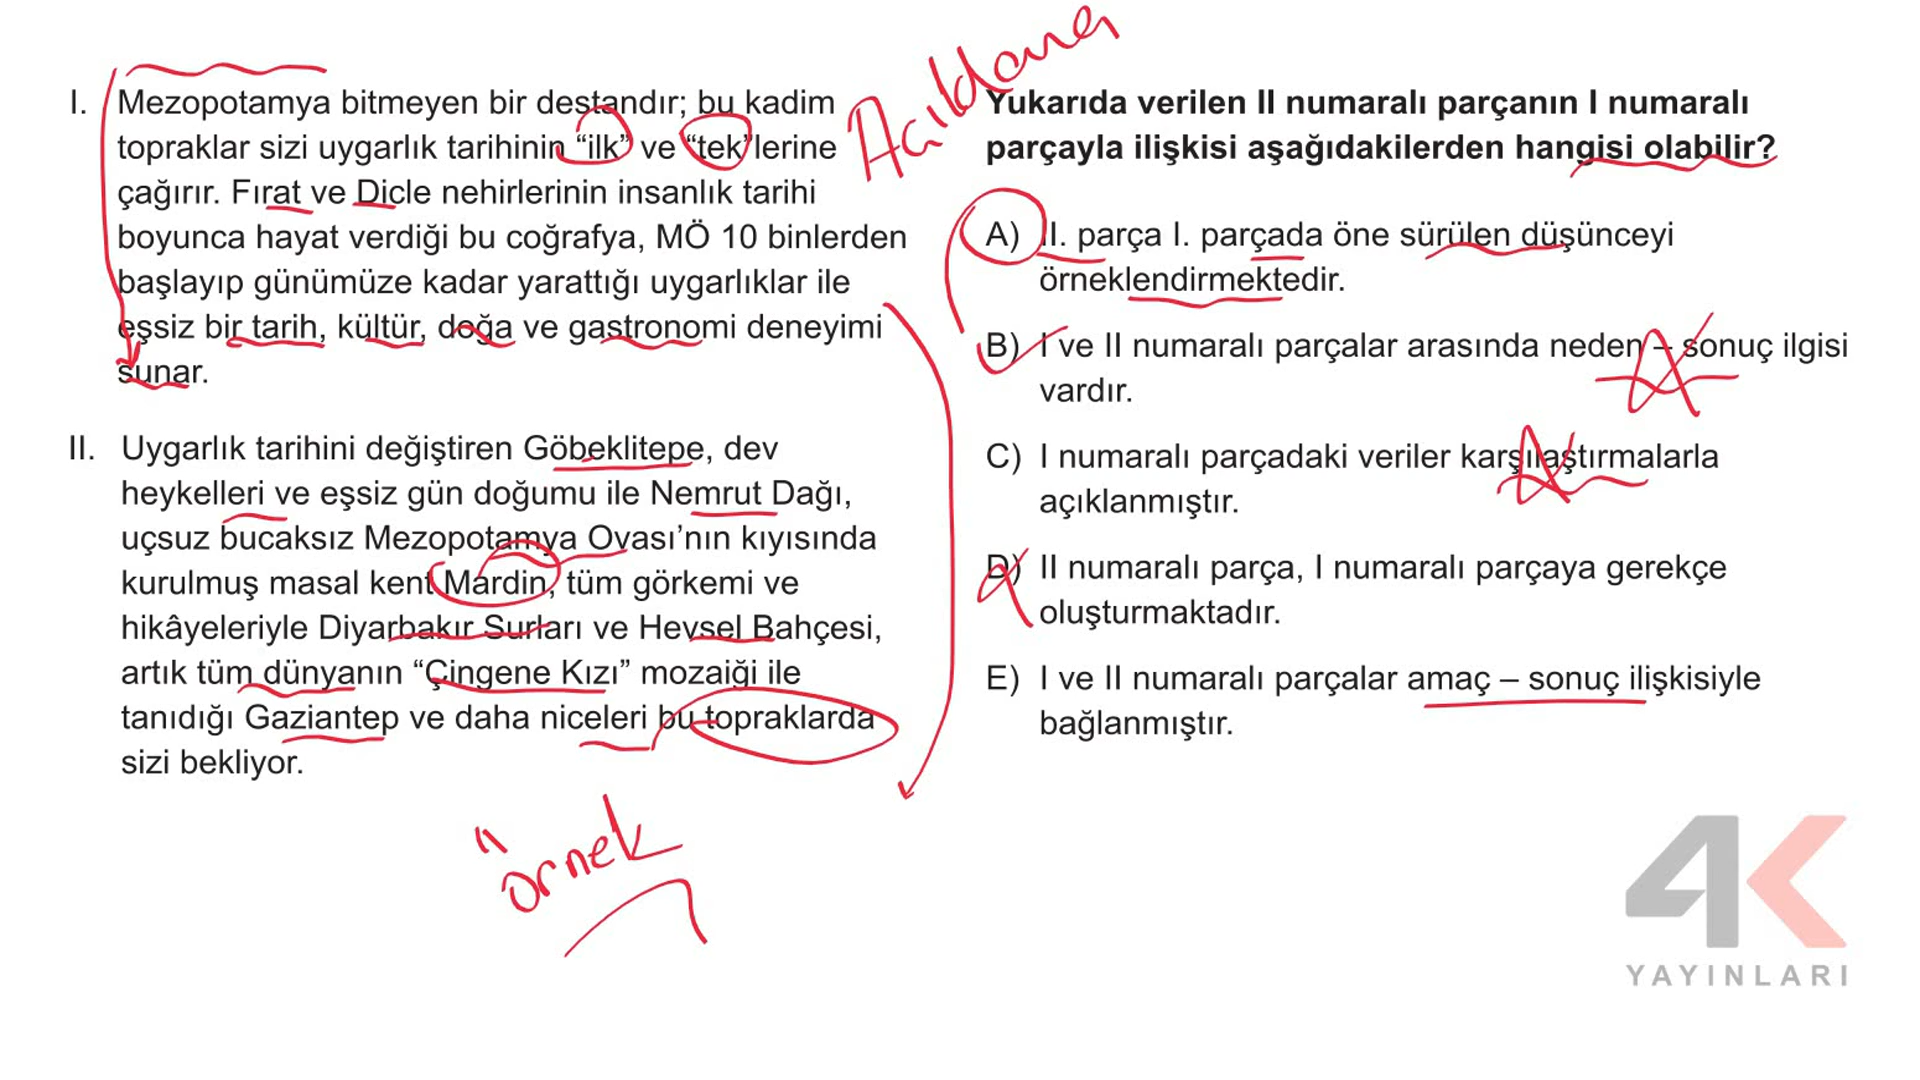 Açıklama
I. Mezopotamya bitmeyen bir destandır; bu kadim
topraklar sizi uygarlık tarihinin “ilk” ve “tek”lerine
çağırır. Fırat ve Dicle nehirlerinin insanlık tarihi
boyunca hayat verdiği bu coğrafya, MÖ 10 binlerden
başlayıp günümüze kadar yarattığı uygarlıklar ile
eşsiz bir tarih, kültür, doğa ve gastronomi deneyimi
sunar.
II. Uygarlık tarihini değiştiren Göbeklitepe, dev
heykelleri ve eşsiz gün doğumu ile Nemrut Dağı,
uçsuz bucaksız Mezopotamya Ovası’nın kıyısında
kurulmuş masal kent Mardin, tüm görkemi ve
hikâyeleriyle Diyarbakır Surları ve Hevsel Bahçesi,
artık tüm dünyanın “Çingene Kızı” mozaiği ile
tanıdığı Gaziantep ve daha niceleri bu topraklarda
sizi bekliyor.
örnek
Yukarıda verilen II numaralı parçanın I numaralı
parçayla ilişkisi aşağıdakilerden hangisi olabilir?
A) II. parça I. parçada öne sürülen düşünceyi
örneklendirmektedir.
B) I ve II numaralı parçalar arasında neden – sonuç ilgisi
vardır.
C) I numaralı parçadaki veriler karşılaştırmalarla
açıklanmıştır.
D) II numaralı parça, I numaralı parçaya gerekçe
oluşturmaktadır.
E) I ve II numaralı parçalar amaç – sonuç ilişkisiyle
bağlanmıştır.
4K
YAYINLARI